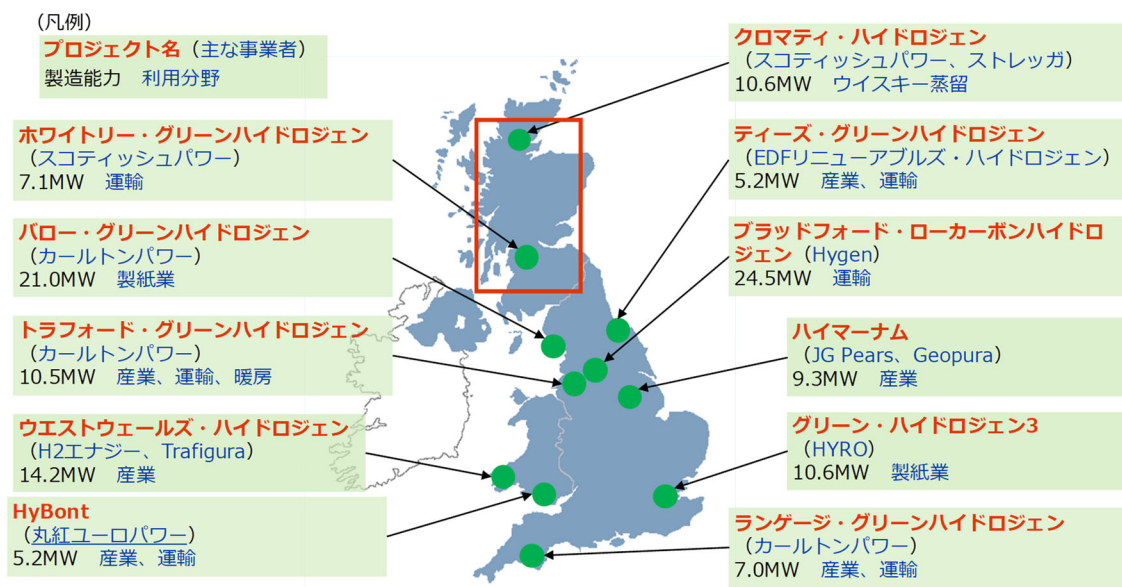 (凡例)
プロジェクト名（主な事業者）
製造能力 利用分野
ホワイトリー・グリーンハイドロジェン
（スコティッシュパワー）
7.1MW 運輸
バロー・グリーンハイドロジェン
（カールトンパワー）
21.0MW 製紙業
トラフォード・グリーンハイドロジェン
（カールトンパワー）
10.5MW 産業、運輸、暖房
ウエストウェールズ・ハイドロジェン
（H2エナジー、Trafigura）
14.2MW 産業
HyBont
（丸紅ユーロパワー）
5.2MW 産業、運輸
クロマティ・ハイドロジェン
（スコティッシュパワー、ストレッガ）
10.6MW ウイスキー蒸留
ティーズ・グリーンハイドロジェン
（EDFリニューアブルズ・ハイドロジェン）
5.2MW 産業、運輸
ブラッドフォード・ローカーボンハイドロ
ジェン（Hygen）
24.5MW 運輸
ハイマーナム
（JG Pears、Geopura）
9.3MW 産業
グリーン・ハイドロジェン3
（HYRO）
10.6MW 製紙業
ランゲージ・グリーンハイドロジェン
（カールトンパワー）
7.0MW 産業、運輸